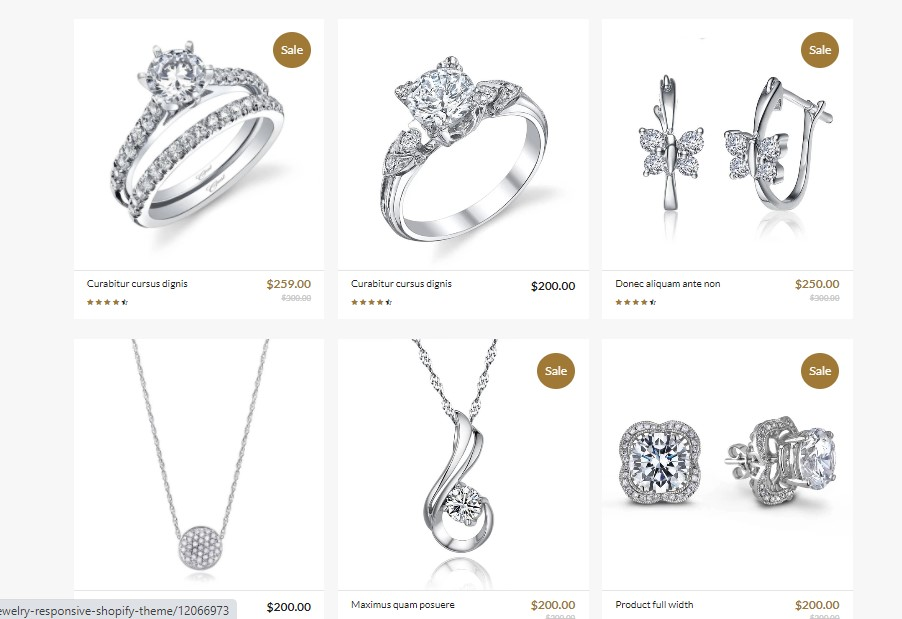 Sale
Sale
Curabitur cursus dignis
$259.00
$300.00
Curabitur cursus dignis
$200.00
Donec aliquam ante non
$250.00
$300.00
Sale
Sale
ewelry-responsive-shopify-theme/12066973
$200.00
Maximus quam posuere
$200.00
Product full width
$200.00